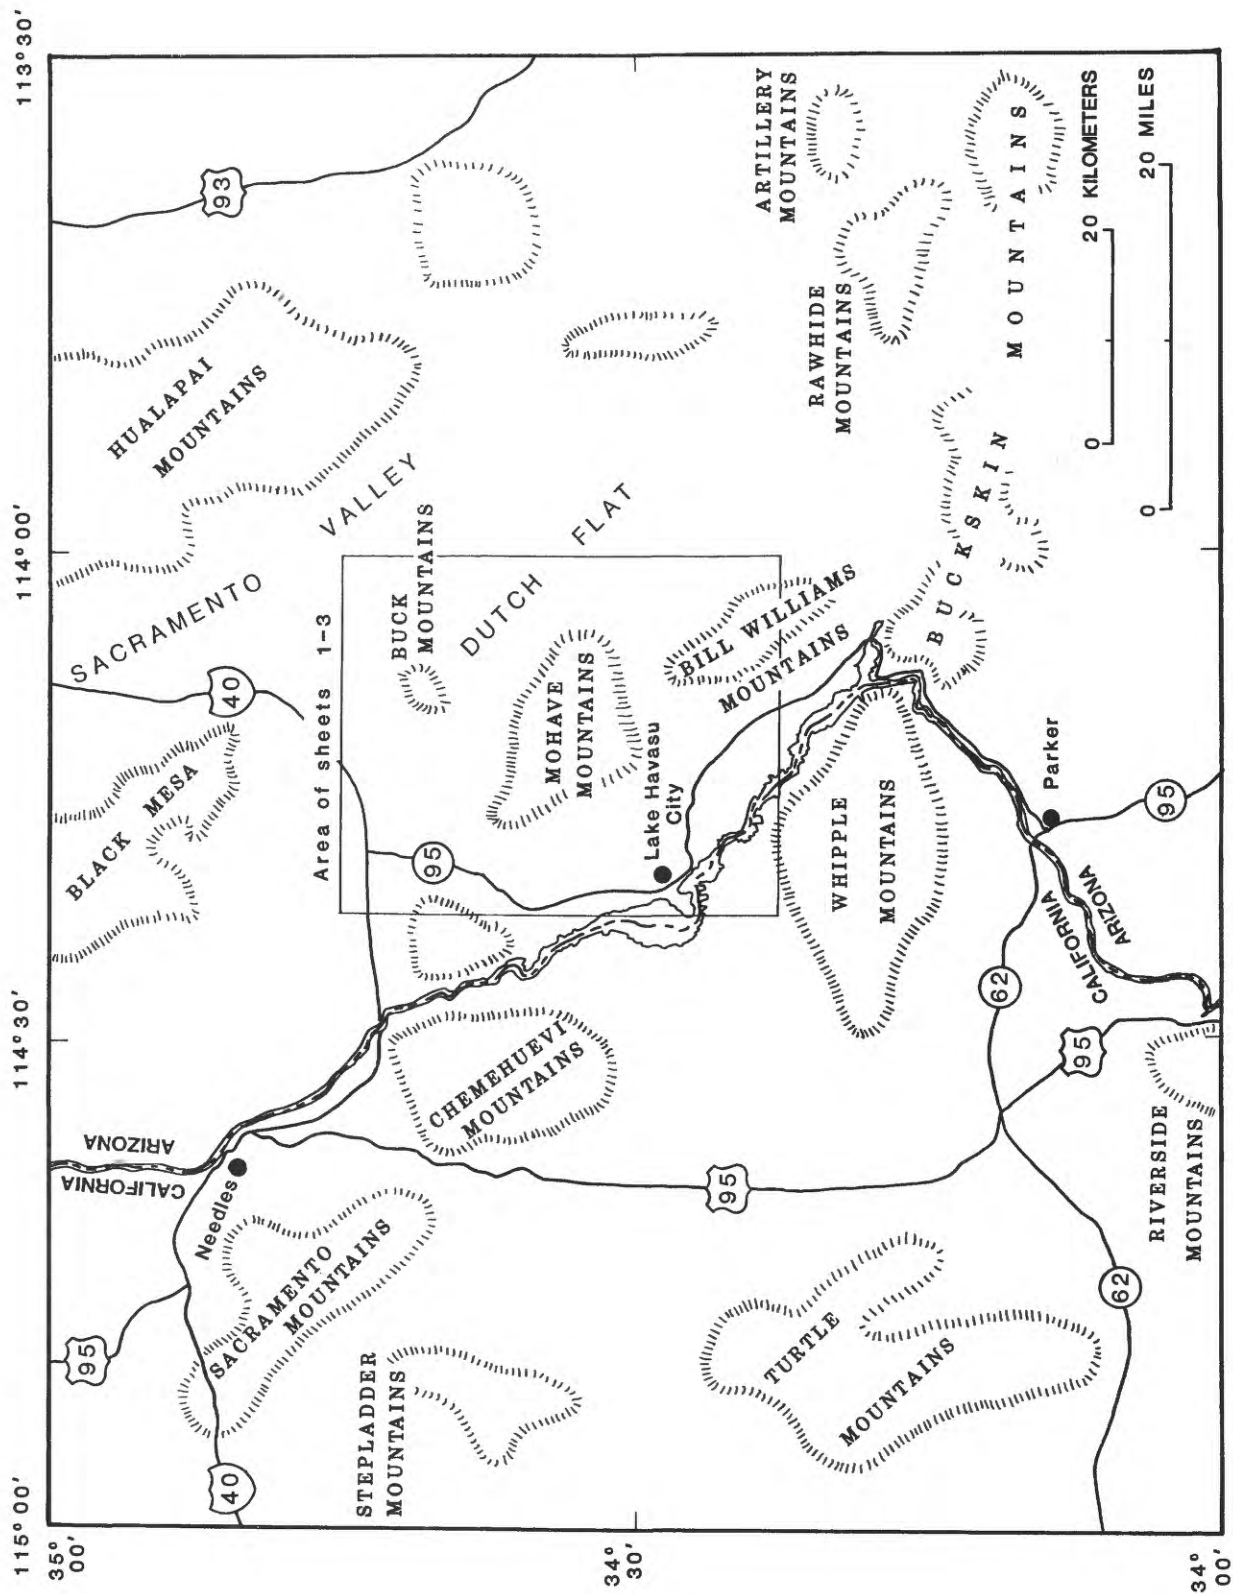 115° 00'
114° 30'
114° 00'
113° 30'
35°
00'
34°
30'
34°
00'
95
40
CALIFORNIA
ARIZONA
Needles
SACRAMENTO
MOUNTAINS
STEPLADDER
MOUNTAINS
BLACK MESA
40
SACRAMENTO
VALLEY
HUALAPAI
MOUNTAINS
93
Area of sheets 1-3
BUCK
MOUNTAINS
DUTCH
FLAT
95
MOHAVE
MOUNTAINS
CHEMEHUEVI
MOUNTAINS
Lake Havasu
City
BILL WILLIAMS
MOUNTAINS
95
TURTLE
MOUNTAINS
WHIPPLE
MOUNTAINS
ARTILLERY
MOUNTAINS
RAWHIDE
MOUNTAINS
BUCKSKIN
MOUNTAINS
62
Parker
CALIFORNIA
ARIZONA
95
95
62
RIVERSIDE
MOUNTAINS
0
20 KILOMETERS
0
20 MILES